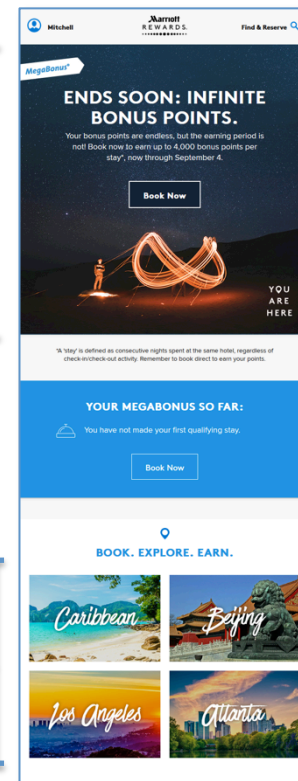 Mitchell
Marriott
REWARDS.
Find & Reserve
MegaBonus®
ENDS SOON: INFINITE
BONUS POINTS.
Your bonus points are endless, but the earning period is
not! Book now to earn up to 4,000 bonus points per
stay*, now through September 4.
Book Now
YOU
ARE
HERE
*A 'stay' is defined as consecutive nights spent at the same hotel, regardless of
check-in/check-out activity. Remember to book direct to earn your points.
YOUR MEGABONUS SO FAR:
You have not made your first qualifying stay.
Book Now
BOOK. EXPLORE. EARN.
Caribbean
Beijing
Los Angeles
Atlanta